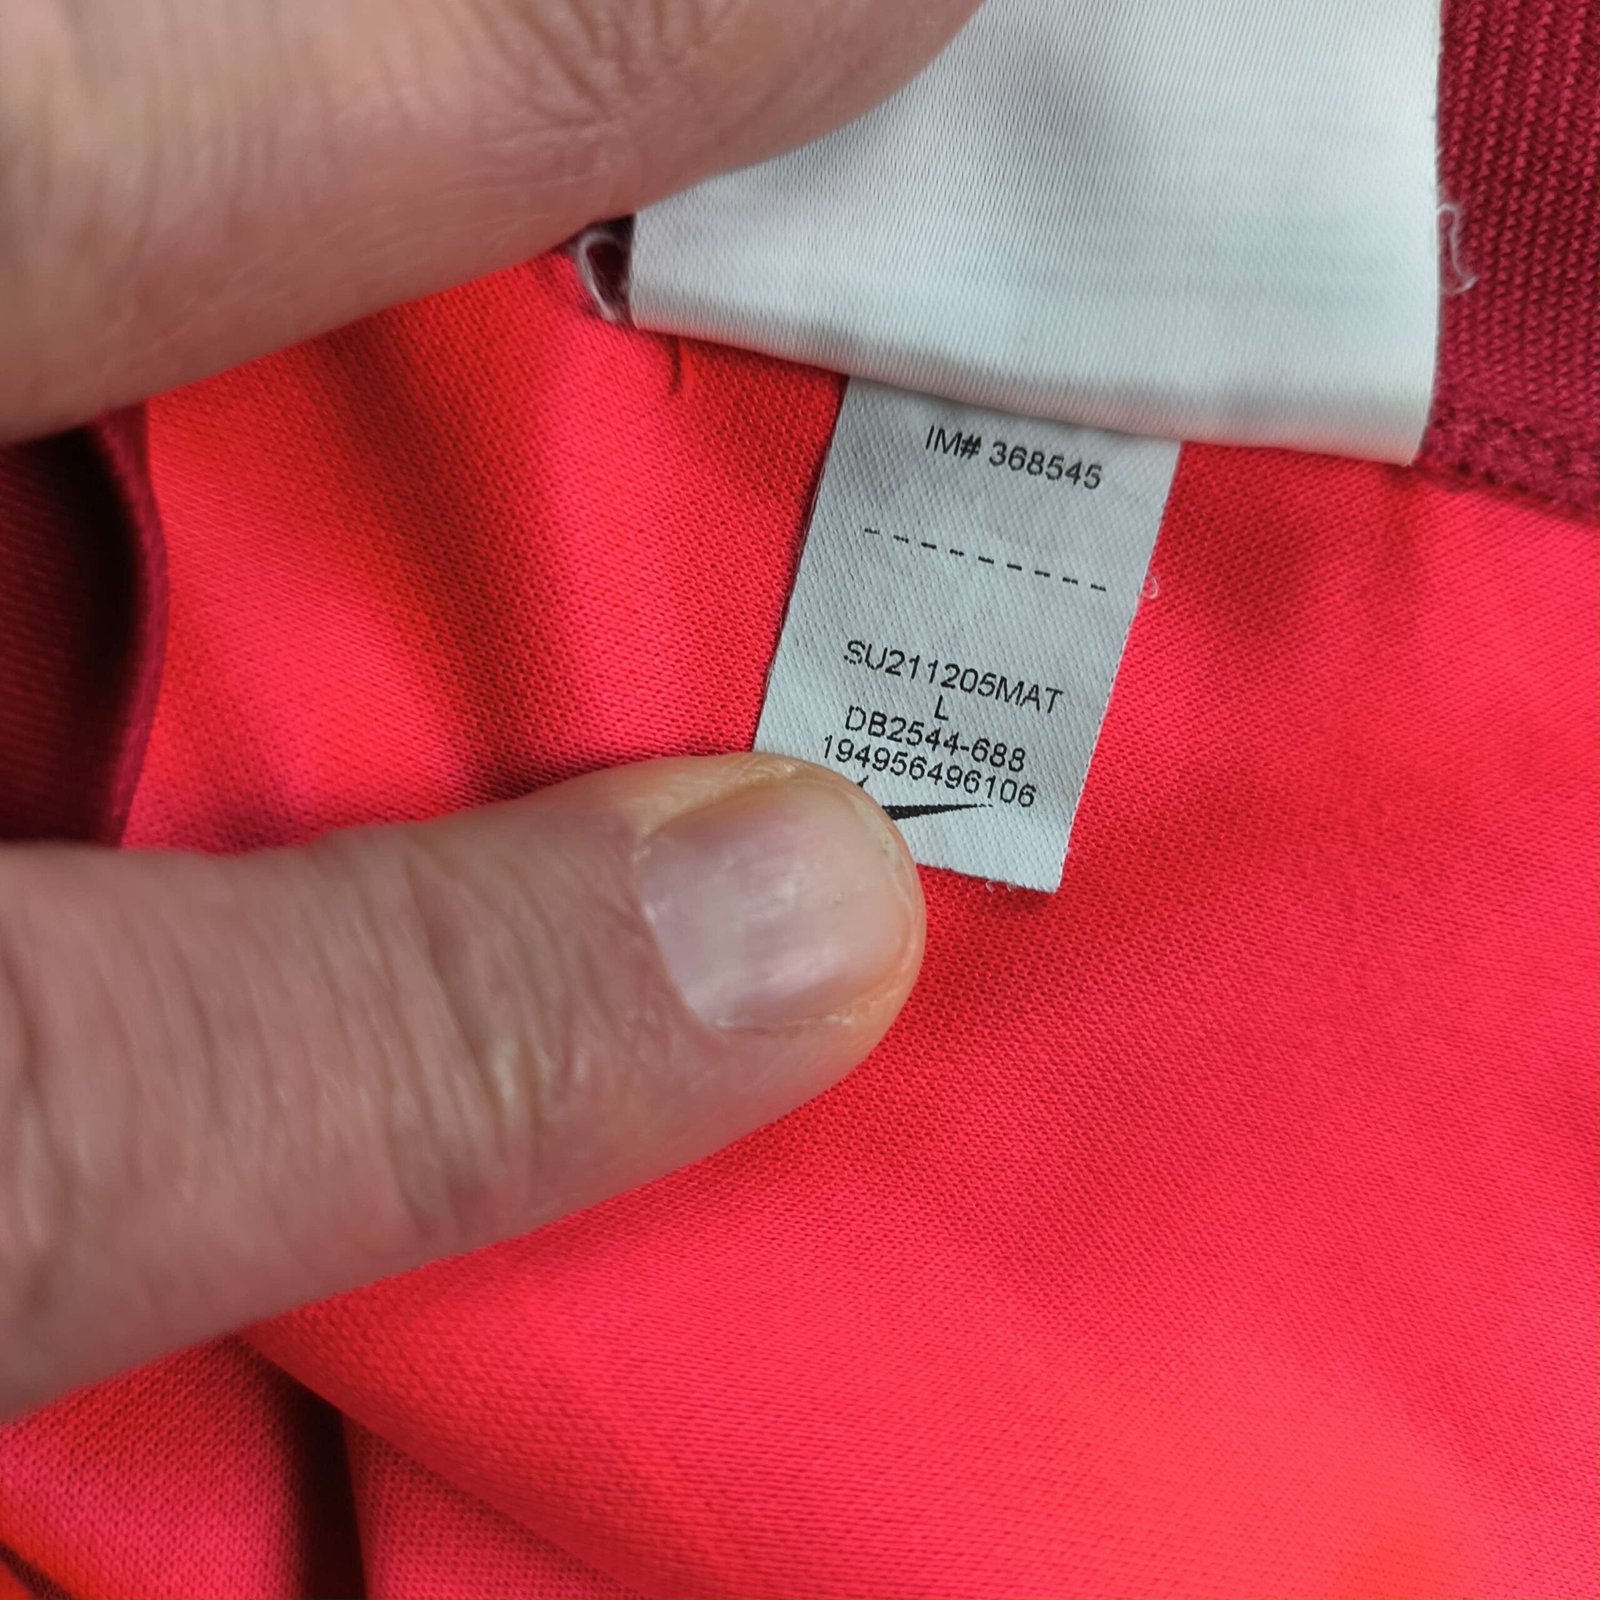 IM# 368545
---------
SU211205MAT
L
DB2544-688
194956496106